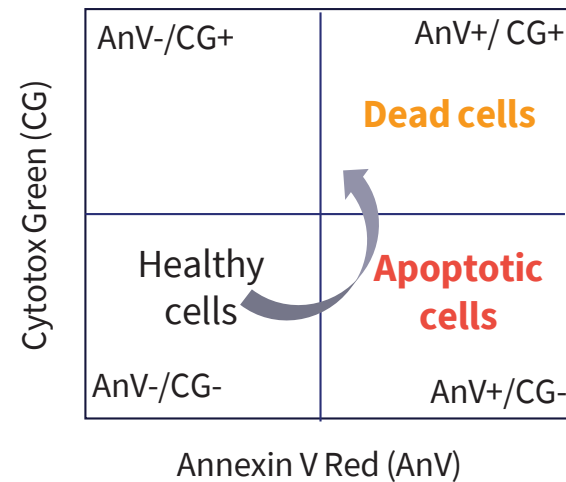 AnV-/CG+
AnV+/ CG+
Dead cells
Cytotox Green (CG)
Healthy
cells
Apoptotic
cells
AnV-/CG-
AnV+/CG-
Annexin V Red (AnV)